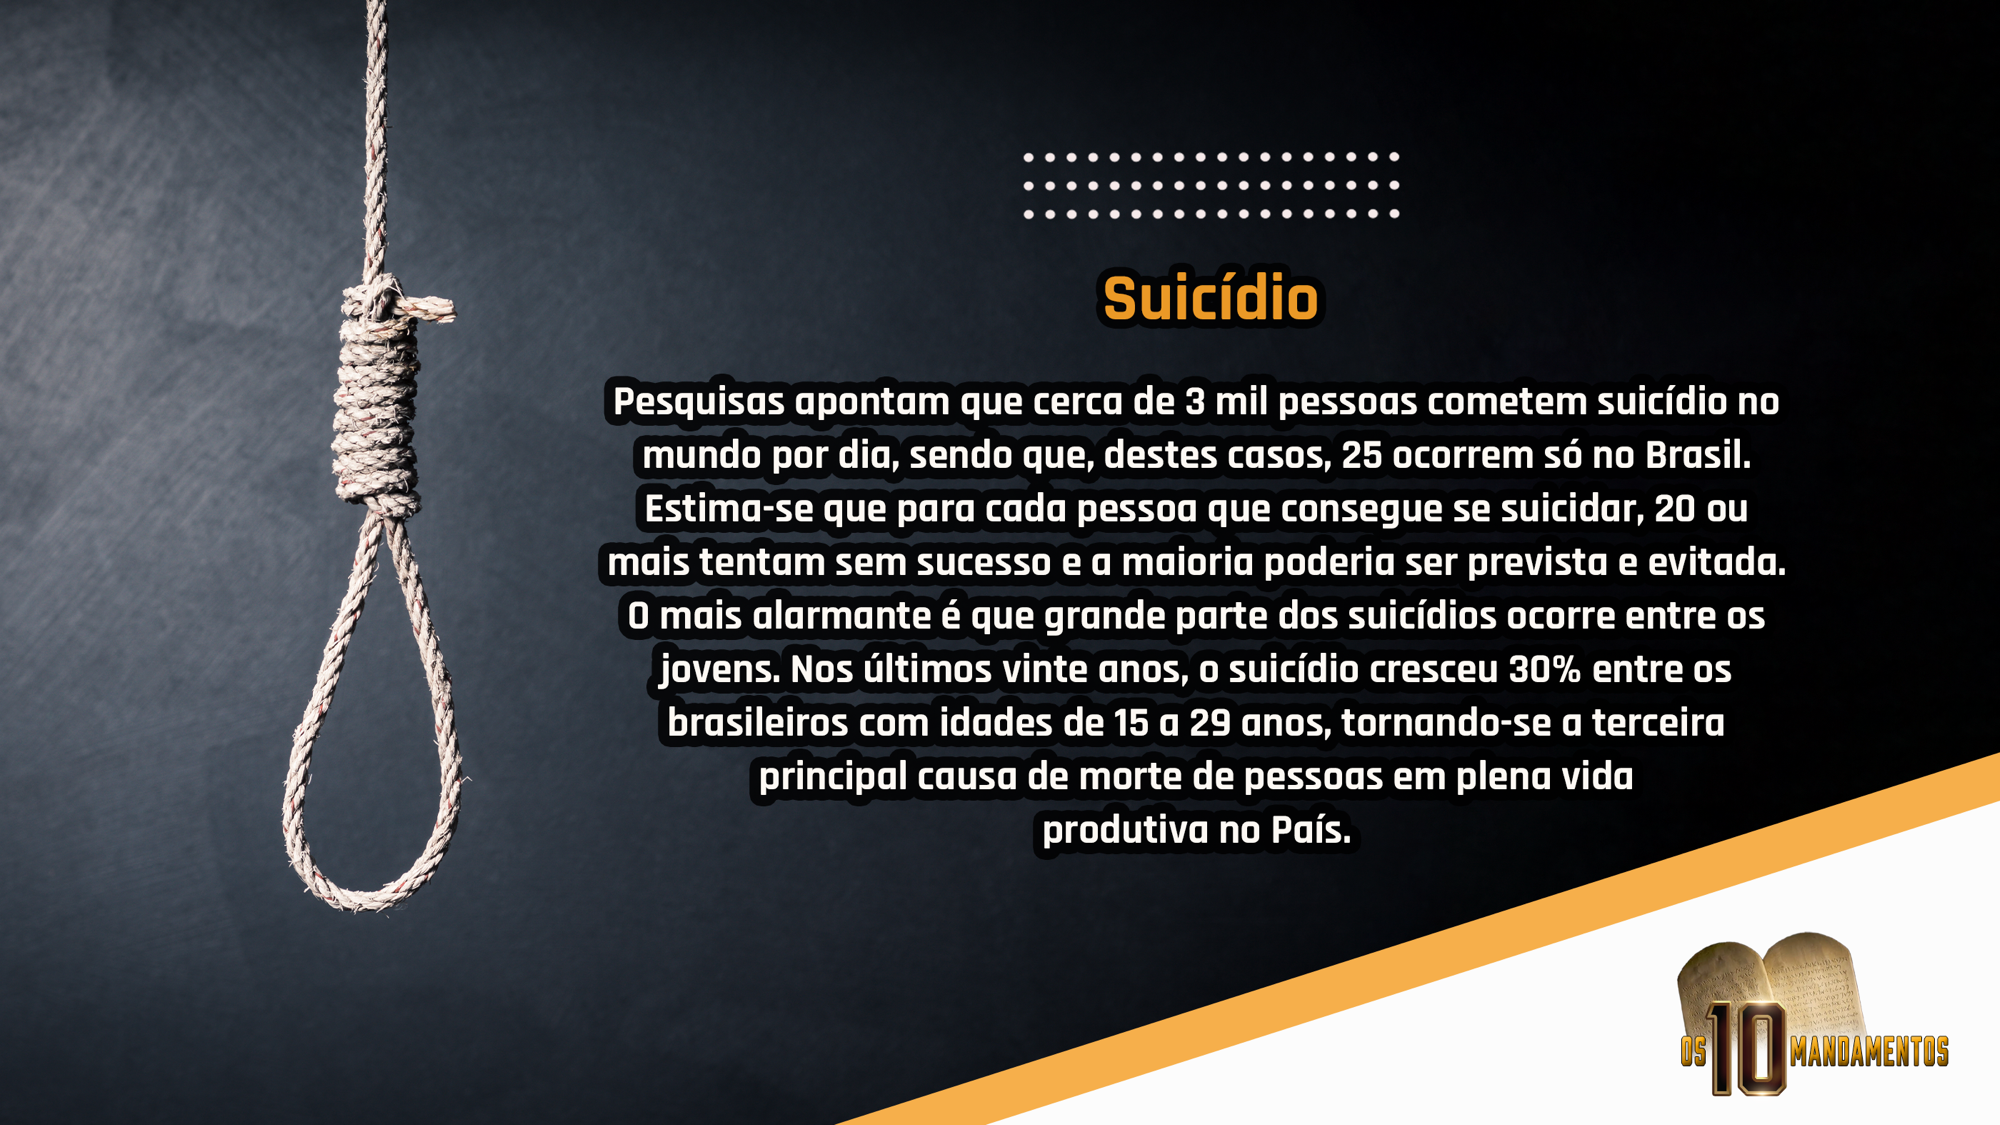 Suicídio
Pesquisas apontam que cerca de 3 mil pessoas cometem suicídio no
mundo por dia, sendo que, destes casos, 25 ocorrem só no Brasil.
Estima-se que para cada pessoa que consegue se suicidar, 20 ou
mais tentam sem sucesso e a maioria poderia ser prevista e evitada.
O mais alarmante é que grande parte dos suicídios ocorre entre os
jovens. Nos últimos vinte anos, o suicídio cresceu 30% entre os
brasileiros com idades de 15 a 29 anos, tornando-se a terceira
principal causa de morte de pessoas em plena vida
produtiva no País.
OS 10 MANDAMENTOS